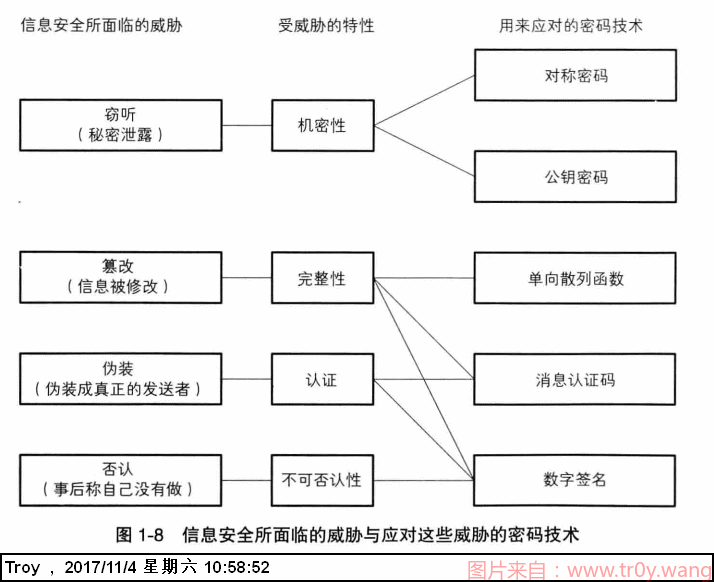 信息安全所面临的威胁 受威胁的特性 用来应对的密码技术
对称密码
窃听
（秘密泄露）
机密性
公钥密码
篡改
（信息被修改）
完整性
单向散列函数
伪装
（伪装成真正的发送者）
认证
消息认证码
否认
（事后称自己没有做）
不可否认性
数字签名
图 1-8 信息安全所面临的威胁与应对这些威胁的密码技术
Troy , 2017/11/4 星期六 10:58:52
图片来自：www.tr0y.wang